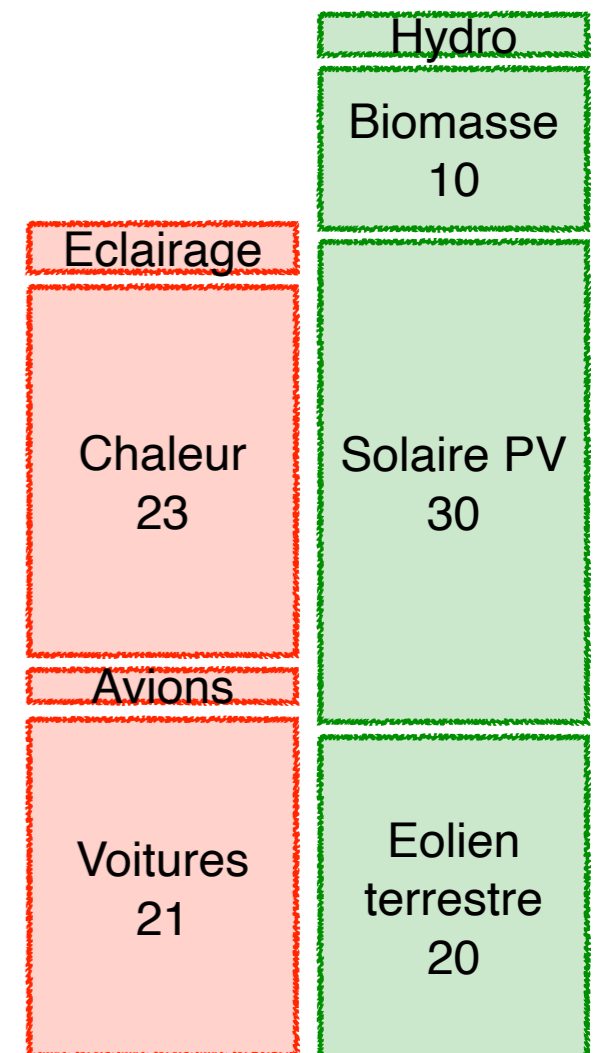 Eclairage
Chaleur
23
Avions
Voitures
21
Hydro
Biomasse
10
Solaire PV
30
Eolien
terrestre
20